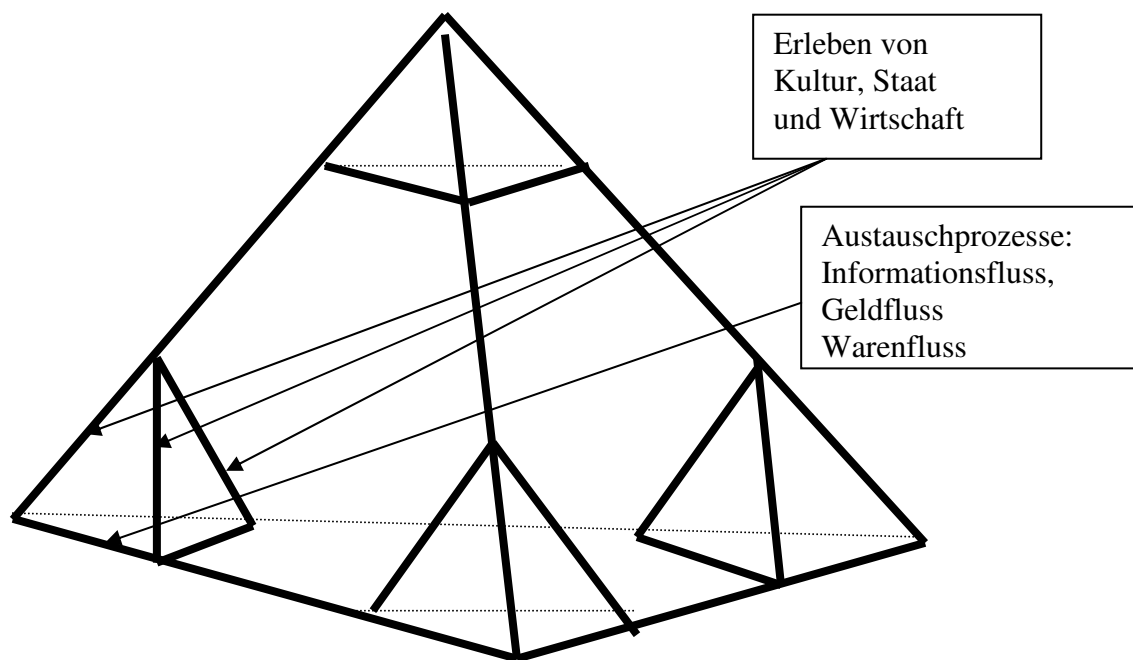 Erleben von
Kultur, Staat
und Wirtschaft
Austauschprozesse:
Informationsfluss,
Geldfluss
Warenfluss